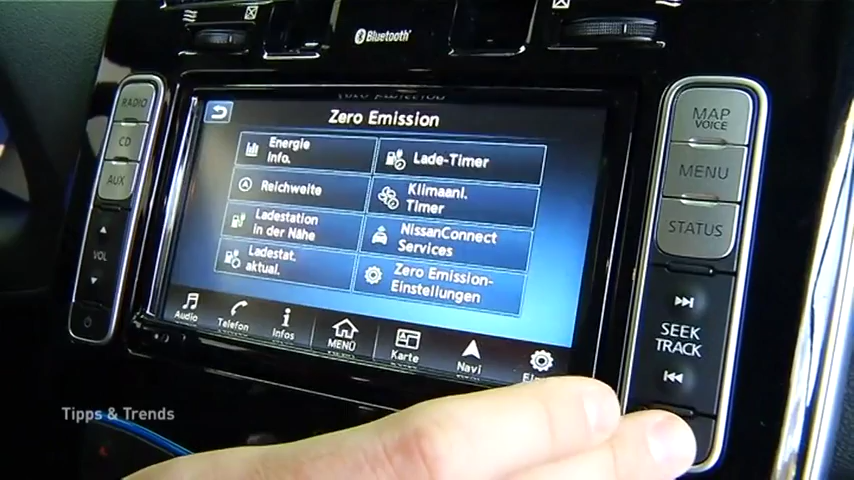 Bluetooth
RADIO
CD
AUX
VOL
Zero Emission
Energie
Info.
Lade-Timer
Reichweite
Klimaanl.
Timer
Ladestation
in der Nähe
NissanConnect
Services
Ladestat.
aktual.
Zero Emission-
Einstellungen
Audio
Telefon
Infos
MENÜ
Karte
Navi
MAP
VOICE
MENU
STATUS
SEEK
TRACK
Tipps & Trends